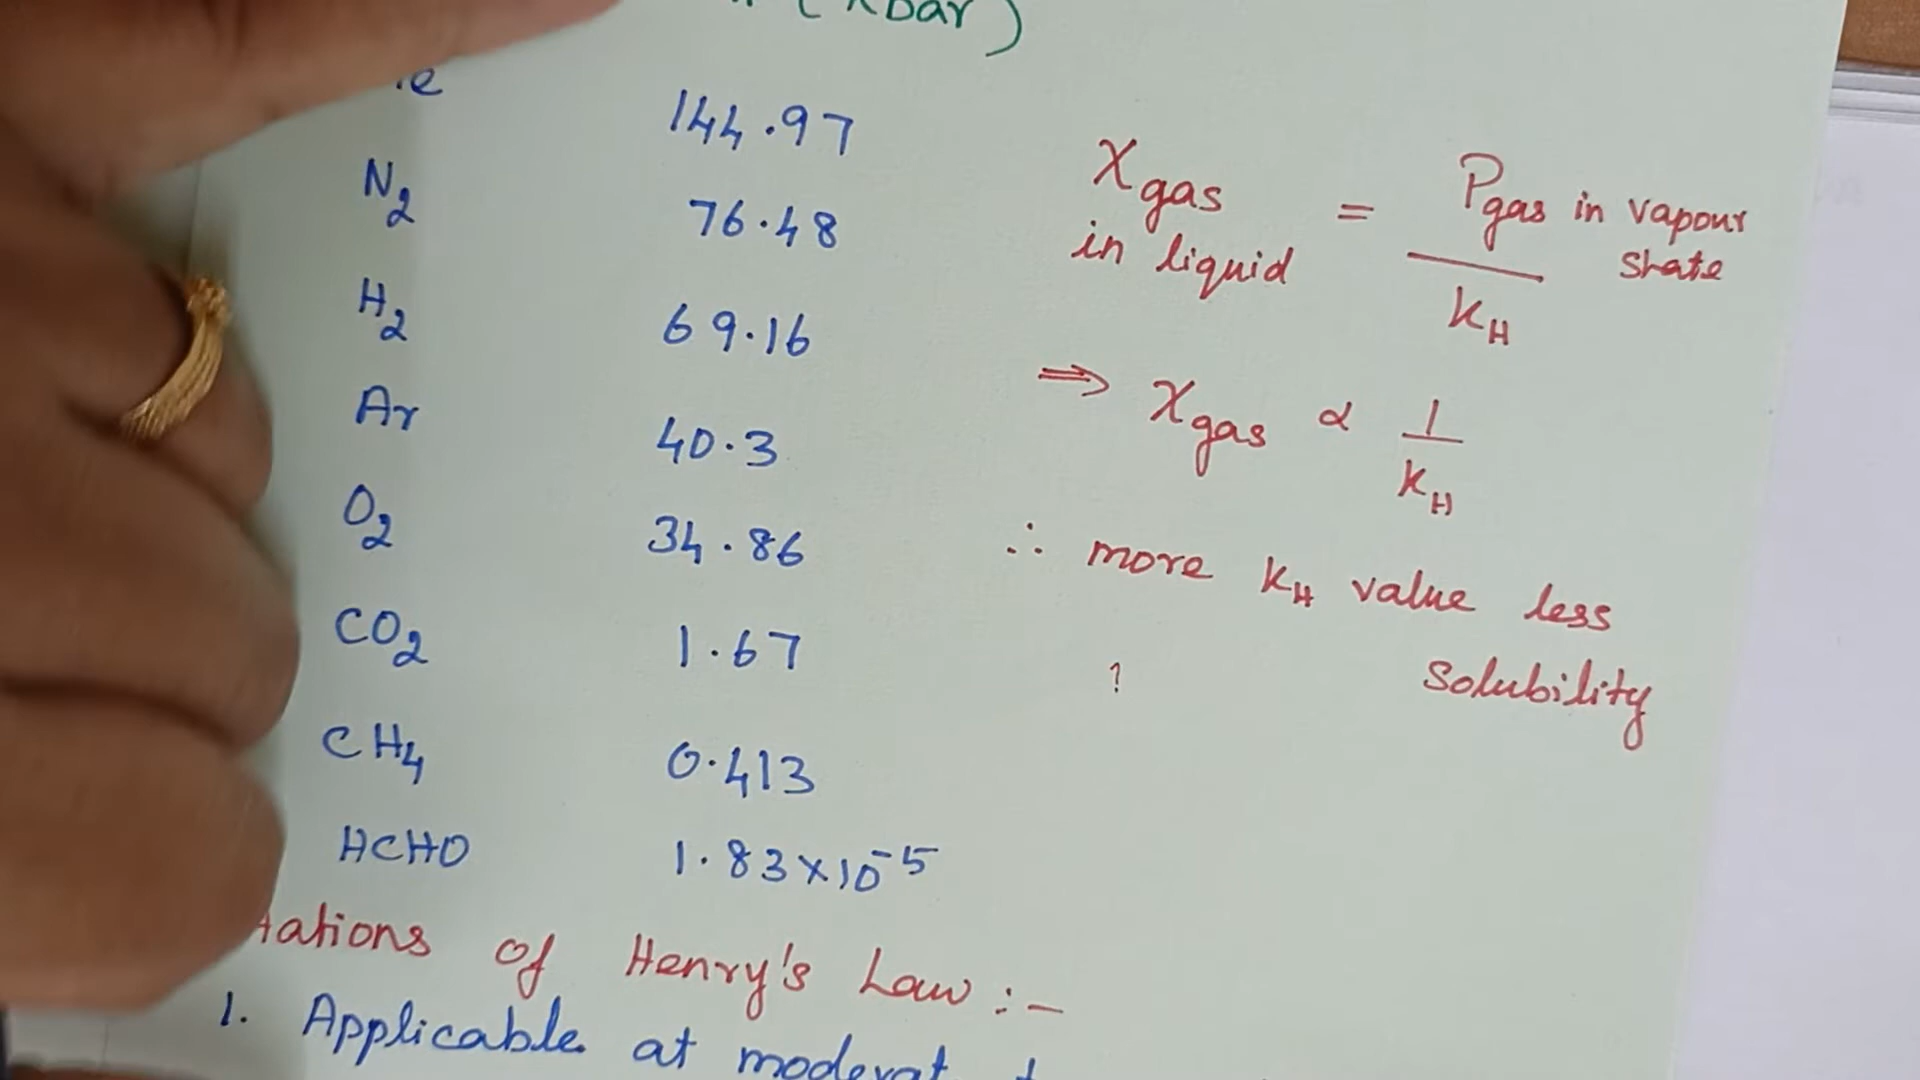 (kbar)
144.97
N2 76.48
H2 69.16
Ar 40.3
O2 34.86
CO2 1.67
CH4 0.413
HCHO 1.83×10-5
xgas in liquid = Pgas in vapour state / KH
⇒ xgas ∝ 1 / KH
∴ more KH value less
solubility
?
of Henry's Law :-
1. Applicable at